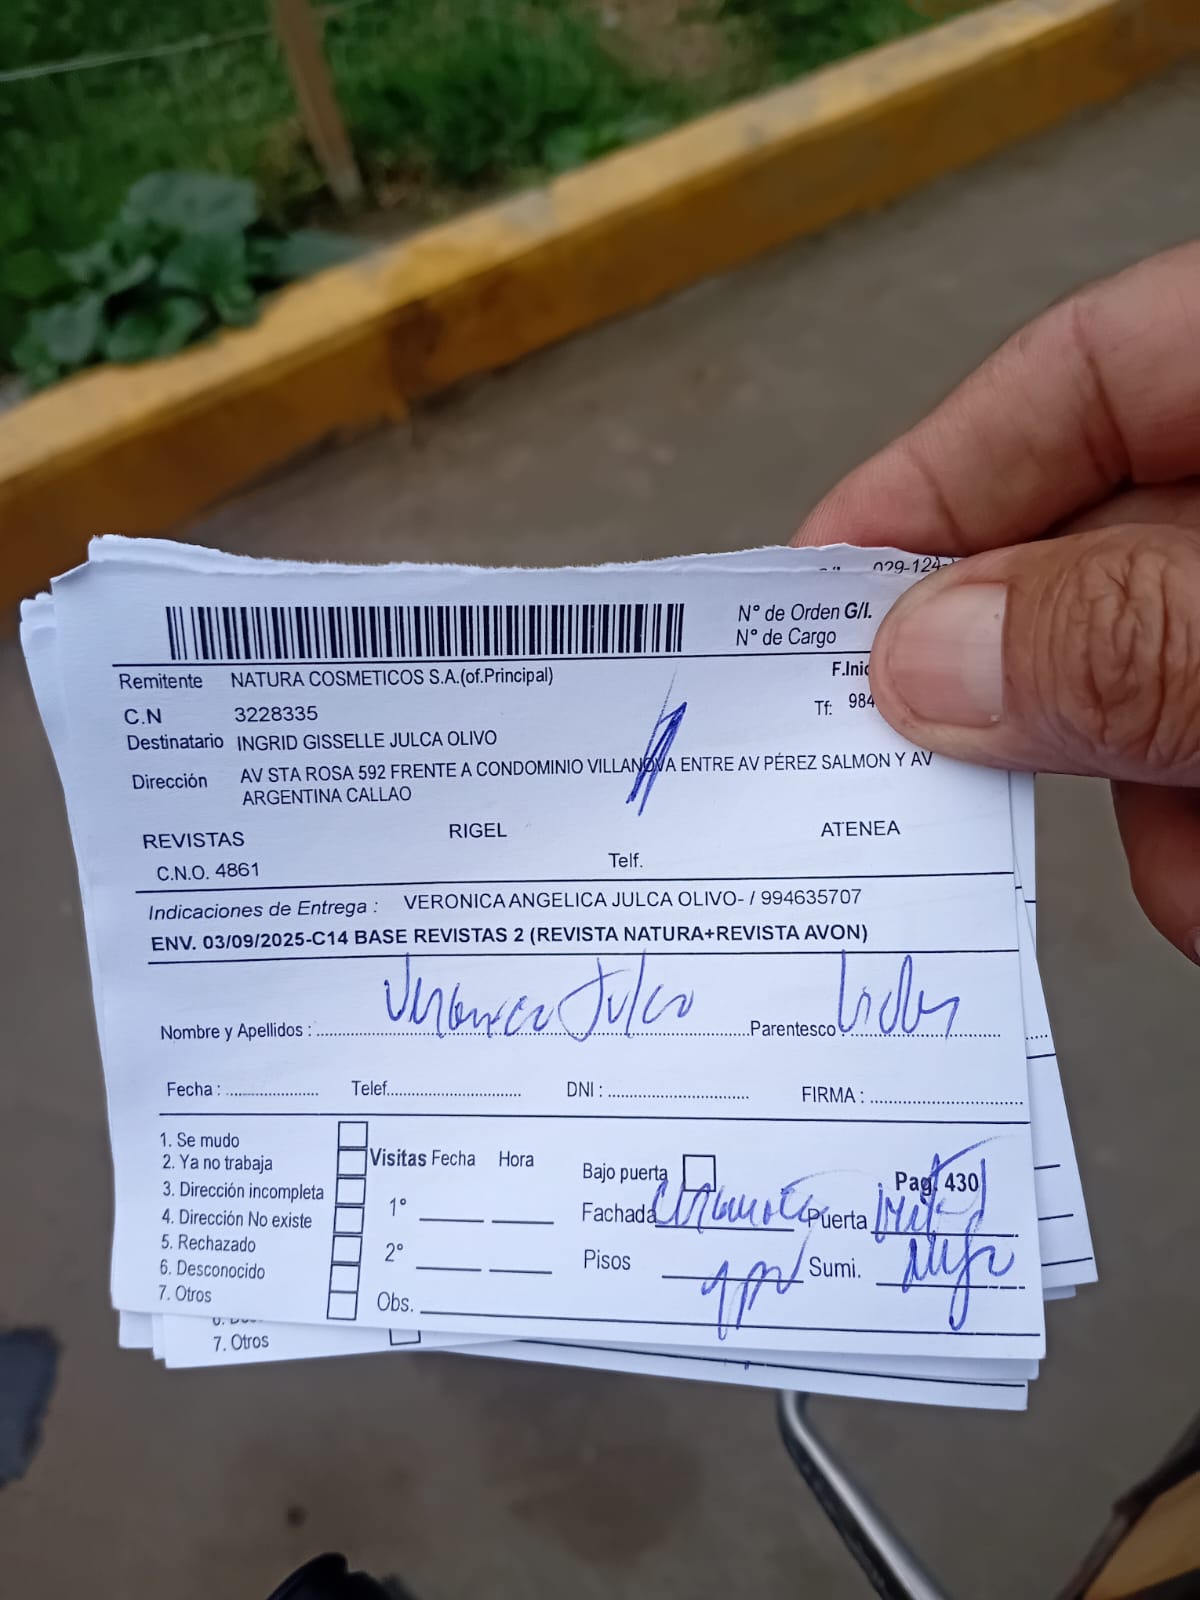 029-124-
N° de Orden G/I.
N° de Cargo
Remitente NATURA COSMETICOS S.A.(of.Principal) F.Inic
C.N 3228335 Tf: 984
Destinatario INGRID GISSELLE JULCA OLIVO
Dirección AV STA ROSA 592 FRENTE A CONDOMINIO VILLANOVA ENTRE AV PÉREZ SALMON Y AV
ARGENTINA CALLAO
REVISTAS RIGEL ATENEA
C.N.O. 4861 Telf.
Indicaciones de Entrega : VERONICA ANGELICA JULCA OLIVO- / 994635707
ENV. 03/09/2025-C14 BASE REVISTAS 2 (REVISTA NATURA+REVISTA AVON)
Nombre y Apellidos : Veronica Julca Parentesco :
Fecha : Telef. DNI : FIRMA :
1. Se mudo
2. Ya no trabaja Visitas Fecha Hora Bajo puerta Pag. 430
3. Dirección incompleta 1° Fachada Puerta
4. Dirección No existe
5. Rechazado 2° Pisos Sumi.
6. Desconocido
7. Otros Obs.
7. Otros